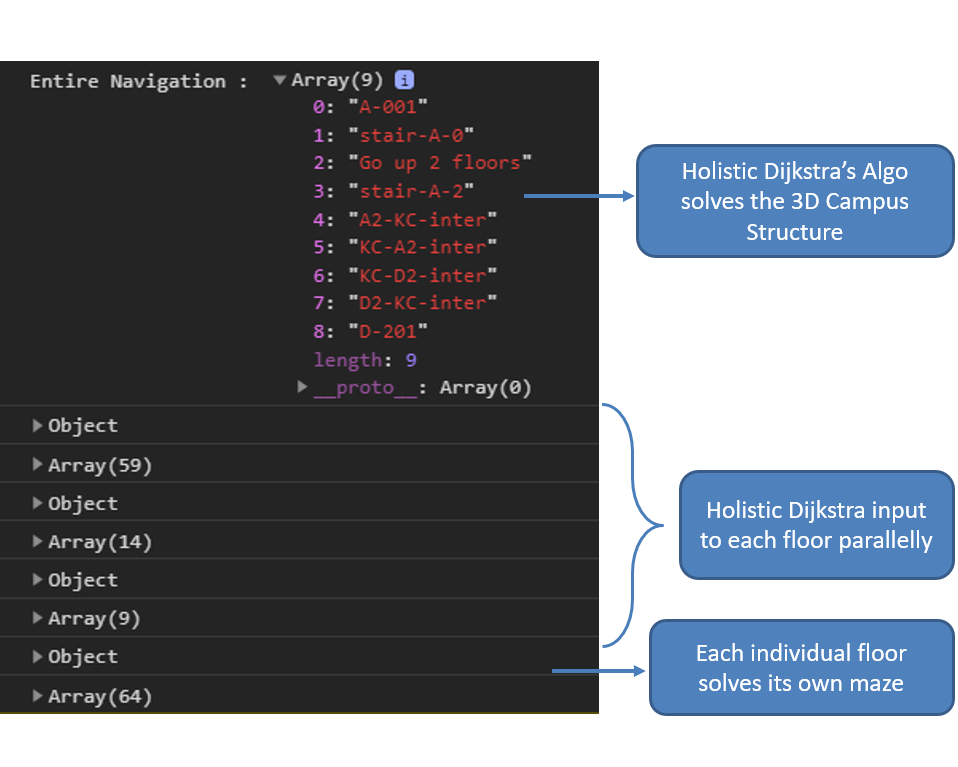 Entire Navigation : ▼Array(9) i
0: "A-001"
1: "stair-A-0"
2: "Go up 2 floors"
3: "stair-A-2"
4: "A2-KC-inter"
5: "KC-A2-inter"
6: "KC-D2-inter"
7: "D2-KC-inter"
8: "D-201"
length: 9
▶__proto__: Array(0)
▶Object
▶Array(59)
▶Object
▶Array(14)
▶Object
▶Array(9)
▶Object
▶Array(64)
Holistic Dijkstra’s Algo
solves the 3D Campus
Structure
Holistic Dijkstra input
to each floor parallelly
Each individual floor
solves its own maze